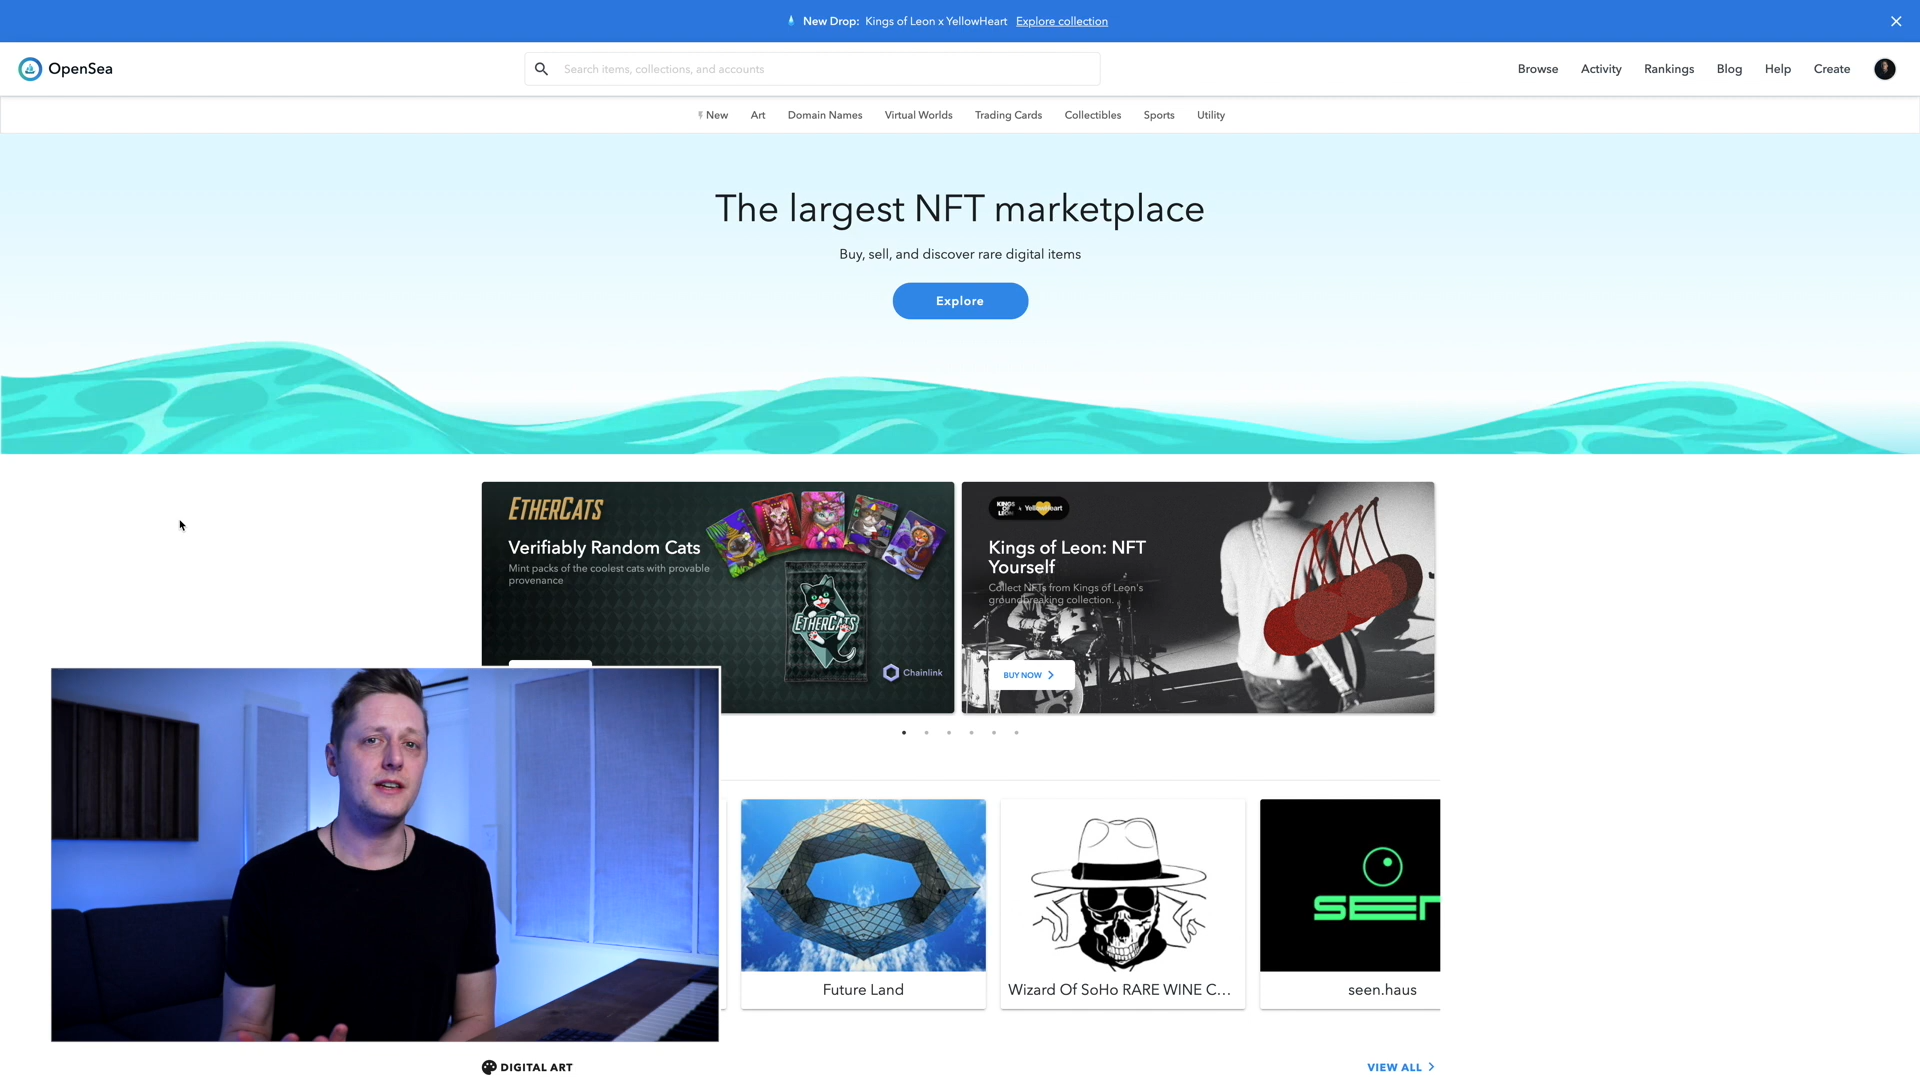 New Drop: Kings of Leon x YellowHeart Explore collection
OpenSea
Search items, collections, and accounts
Browse Activity Rankings Blog Help Create
New Art Domain Names Virtual Worlds Trading Cards Collectibles Sports Utility
The largest NFT marketplace
Buy, sell, and discover rare digital items
Explore
ETHERCATS
Verifiably Random Cats
Mint packs of the coolest cats with provable
provenance
ETHERCATS
Chainlink
KINGS
OF
LEON
x YellowHeart
Kings of Leon: NFT
Yourself
Collect NFTs from Kings of Leon's
groundbreaking collection.
BUY NOW
Future Land
Wizard Of SoHo RARE WINE C...
seen.haus
DIGITAL ART
VIEW ALL